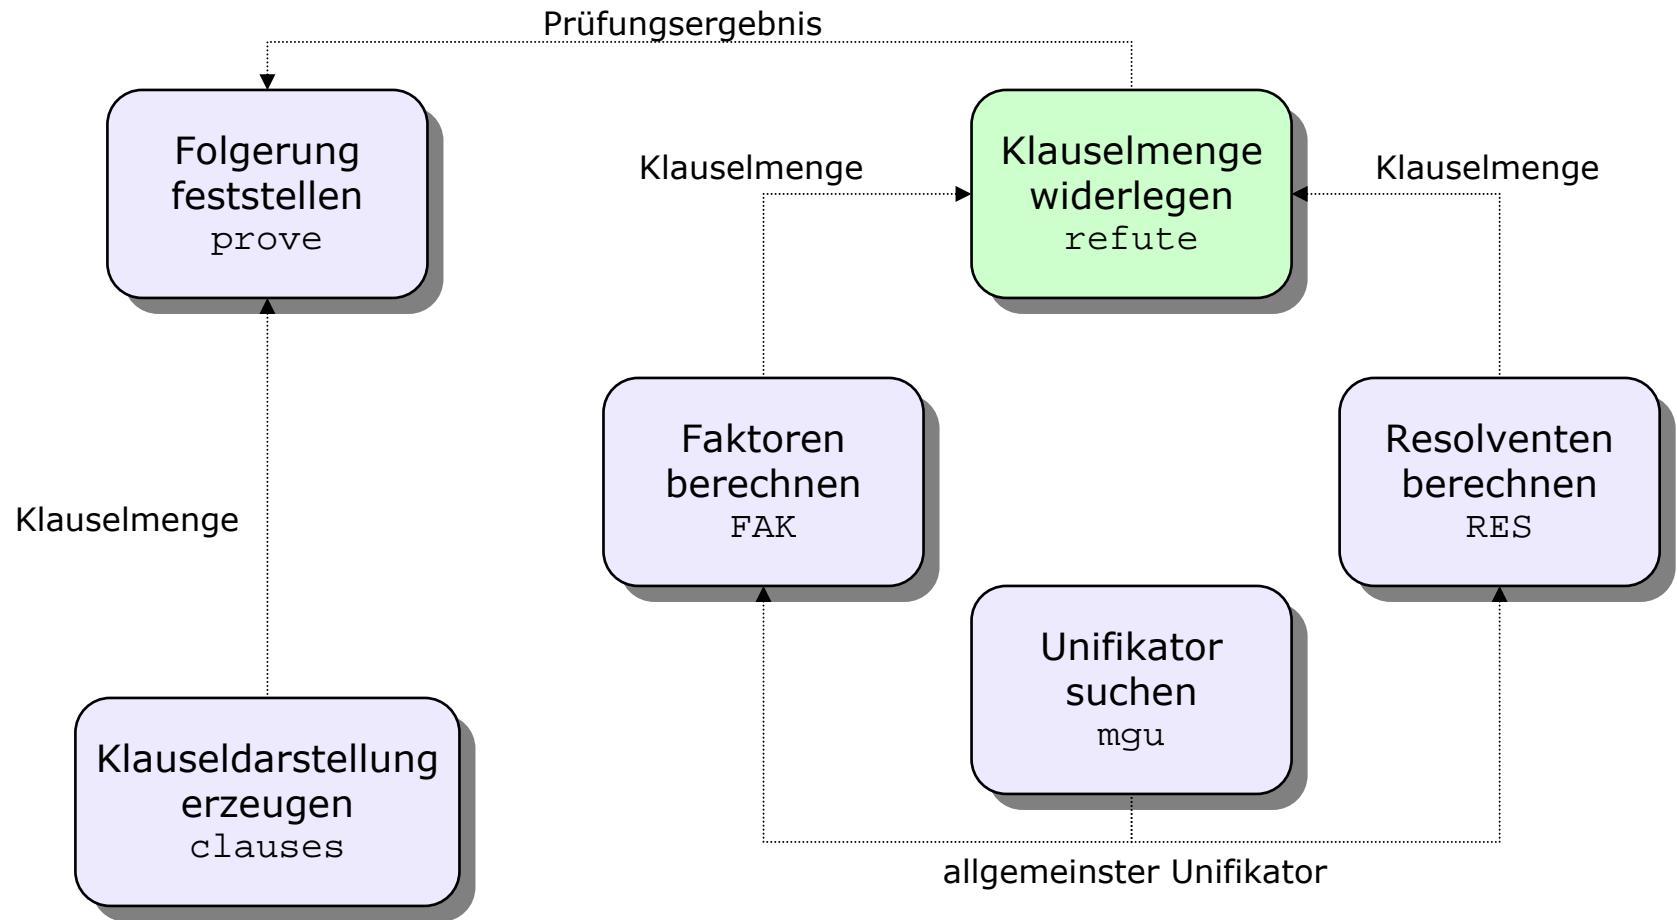 Prüfungsergebnis
Folgerung
feststellen
prove
Klauselmenge
Klauselmenge
widerlegen
refute
Klauselmenge
Faktoren
berechnen
FAK
Resolventen
berechnen
RES
Klauselmenge
Unifikator
suchen
mgu
Klauseldarstellung
erzeugen
clauses
allgemeinster Unifikator